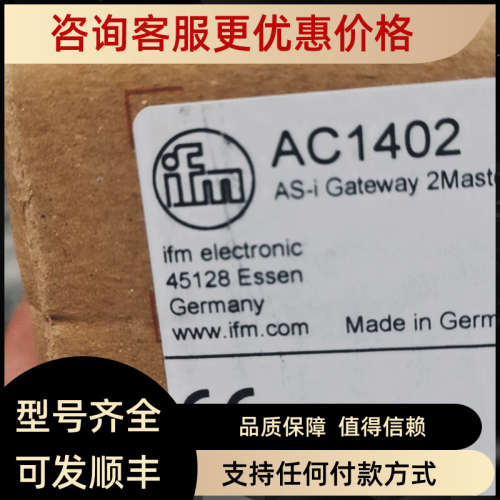 咨询客服更优惠价格
ifm
AC1402
AS-i Gateway 2Maste
ifm electronic
45128 Essen
Germany
www.ifm.com
Made in Germ
CE
型号齐全
可发顺丰
品质保障 值得信赖
支持任何付款方式